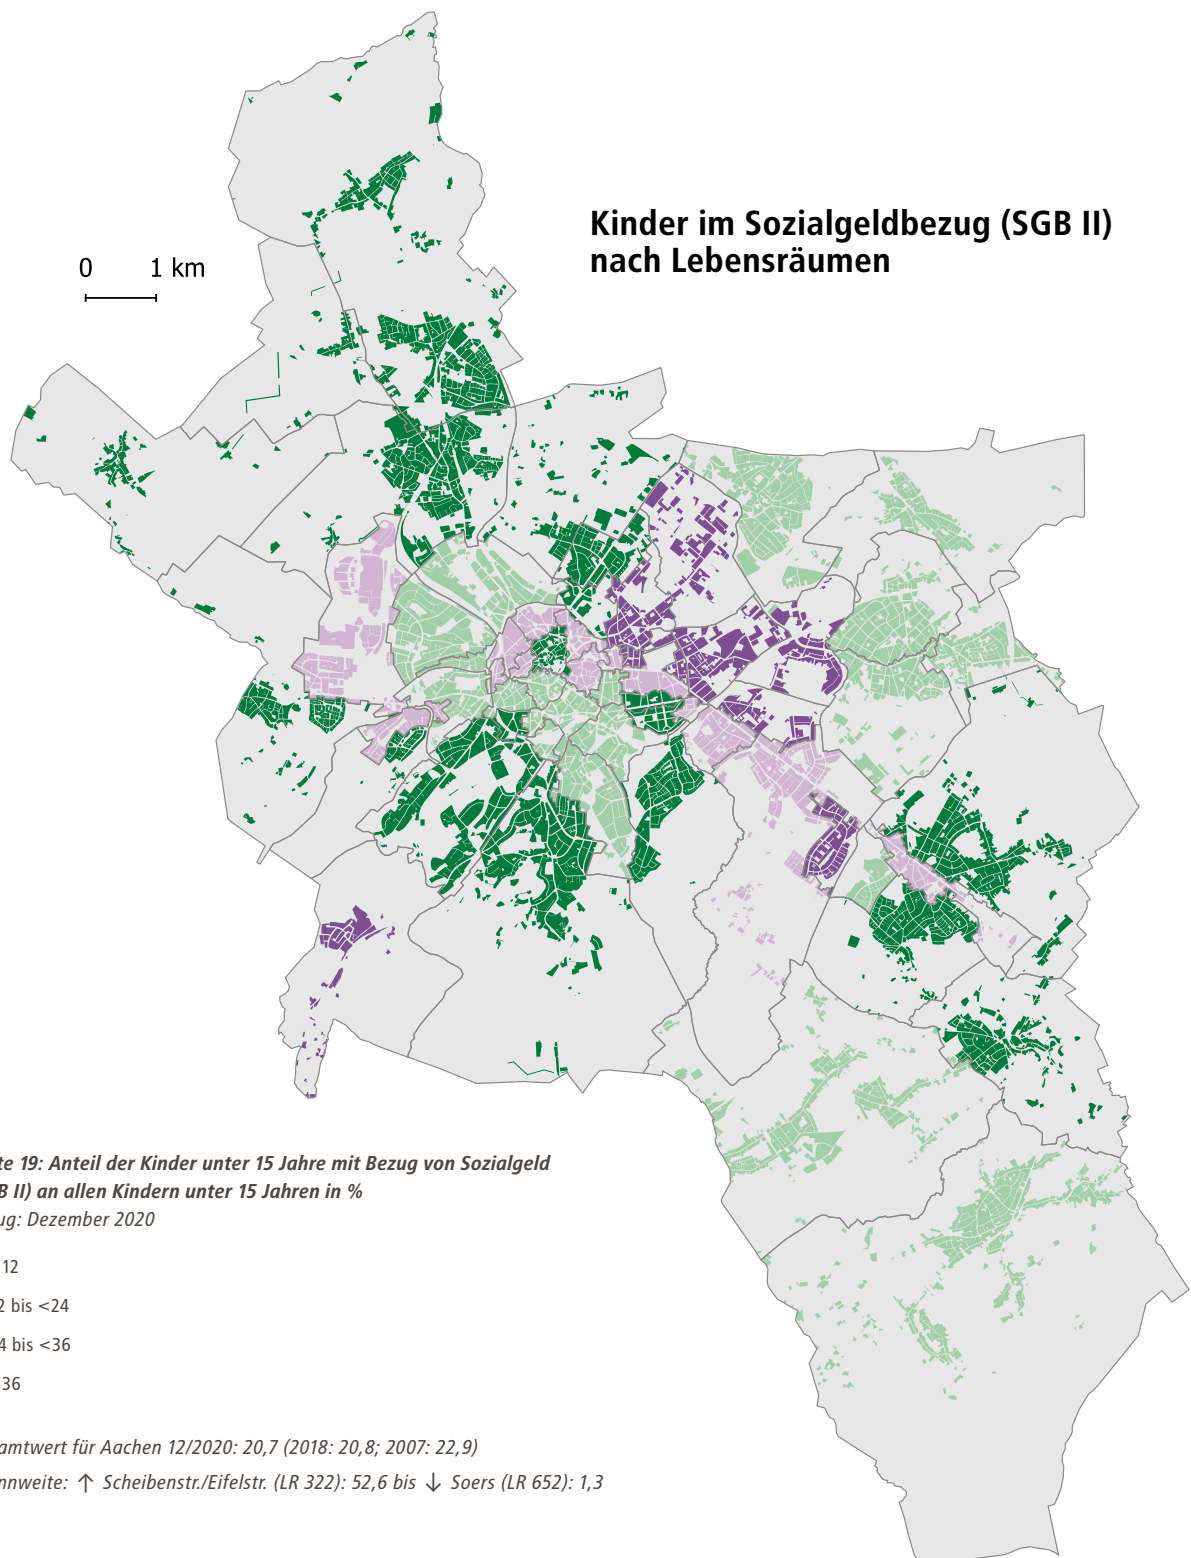 Kinder im Sozialgeldbezug (SGB II)
nach Lebensräumen
0 1 km
te 19: Anteil der Kinder unter 15 Jahre mit Bezug von Sozialgeld
B II) an allen Kindern unter 15 Jahren in %
ug: Dezember 2020
12
2 bis <24
4 bis <36
36
amtwert für Aachen 12/2020: 20,7 (2018: 20,8; 2007: 22,9)
nnweite: ↑ Scheibenstr./Eifelstr. (LR 322): 52,6 bis ↓ Soers (LR 652): 1,3